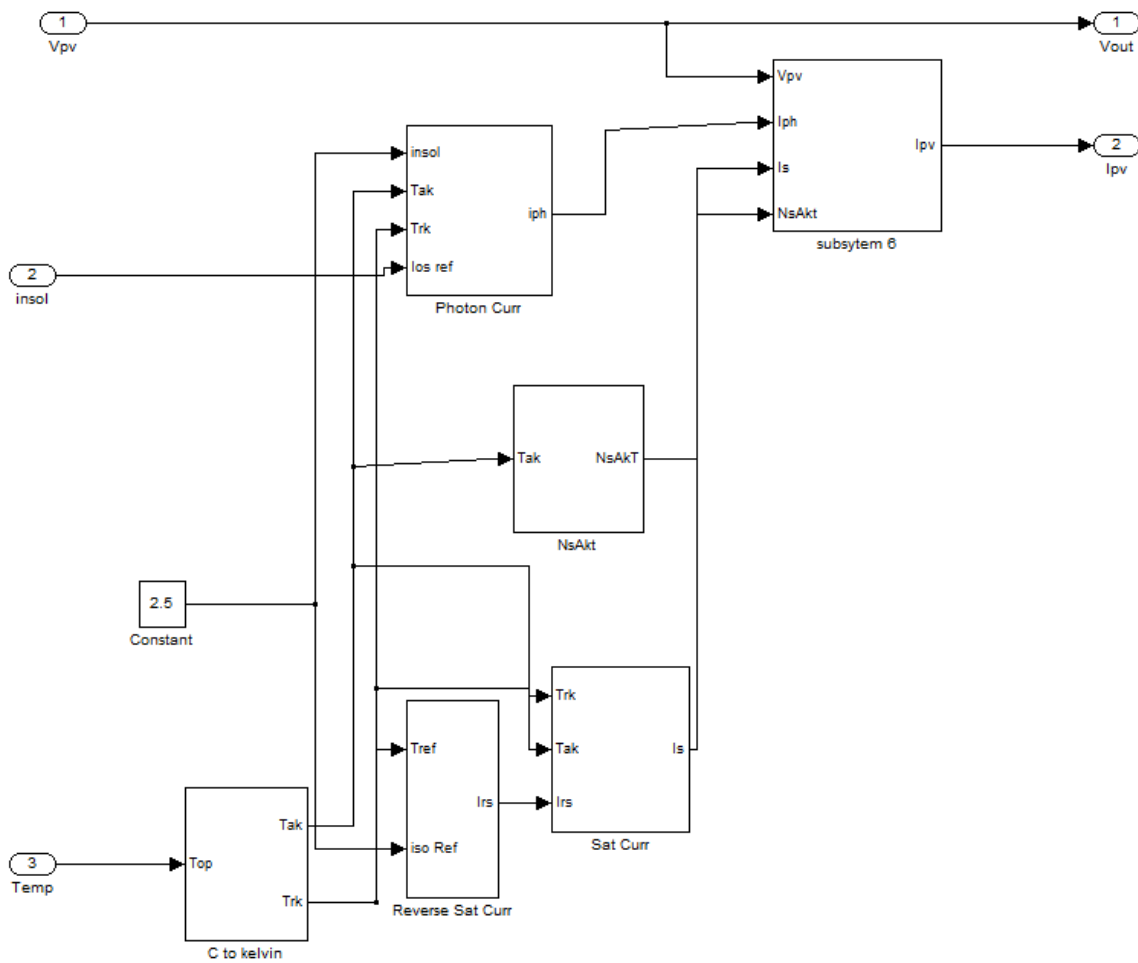 1
Vpv
1
Vout
Vpv
Iph
Is
NsAkt
Ipv
subsytem 6
2
Ipv
insol
Tak
Trk
Ios ref
iph
Photon Curr
2
insol
Tak
NsAkT
NsAkt
2.5
Constant
Trk
Tak
Irs
Is
Sat Curr
Tref
iso Ref
Irs
Reverse Sat Curr
Top
Tak
Trk
C to kelvin
3
Temp